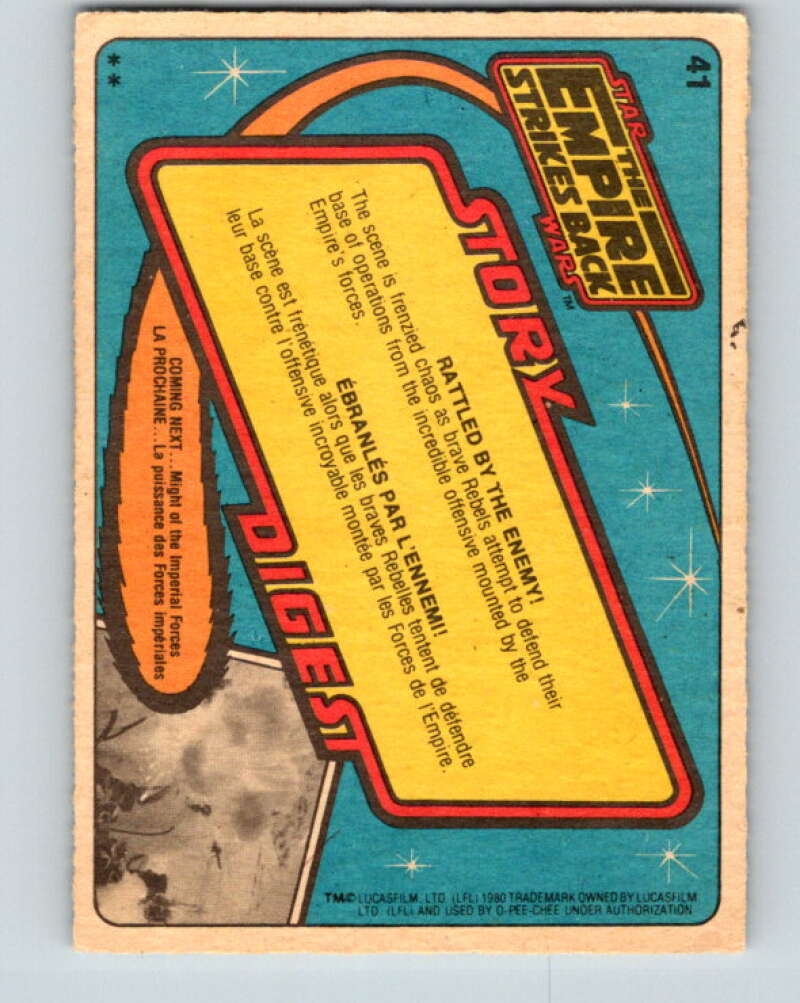 41
STAR
THE
EMPIRE
STRIKES BACK
WARS™
STORY
RATTLED BY THE ENEMY!
The scene is frenzied chaos as brave Rebels attempt to defend their
base of operations from the incredible offensive mounted by the
Empire's forces.
ÉBRANLÉS PAR L'ENNEMI!
La scène est frénétique alors que les braves Rebelles tentent de défendre
leur base contre l'offensive incroyable montée par les Forces de l'Empire.
DIGEST
COMING NEXT...Might of the Imperial Forces
LA PROCHAINE...La puissance des Forces impériales
TM© LUCASFILM, LTD. (LFL) 1980 TRADEMARK OWNED BY LUCASFILM
LTD. (LFL) AND USED BY O-PEE-CHEE UNDER AUTHORIZATION
**